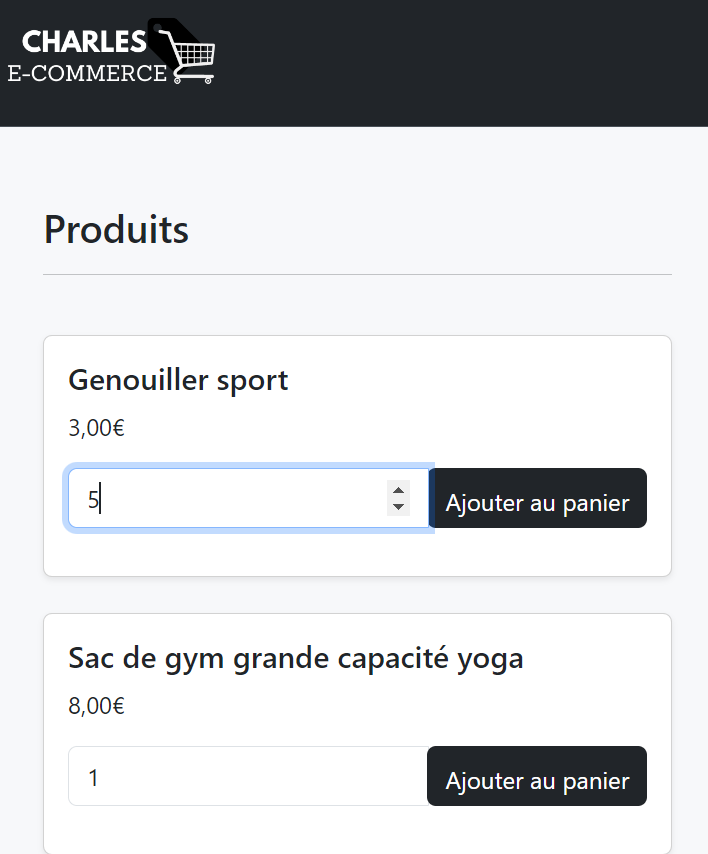 CHARLES
E-COMMERCE
Produits
Genouiller sport
3,00€
5
Ajouter au panier
Sac de gym grande capacité yoga
8,00€
1
Ajouter au panier